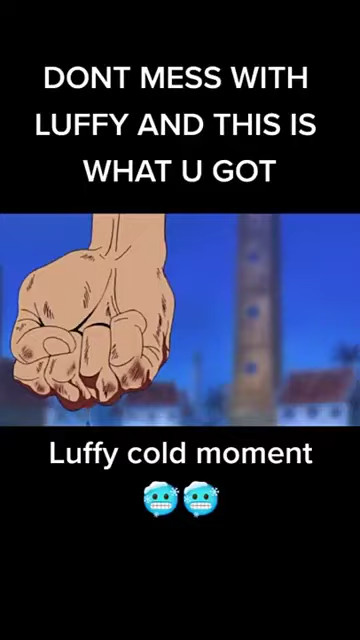 DONT MESS WITH
LUFFY AND THIS IS
WHAT U GOT
Luffy cold moment
🥶🥶